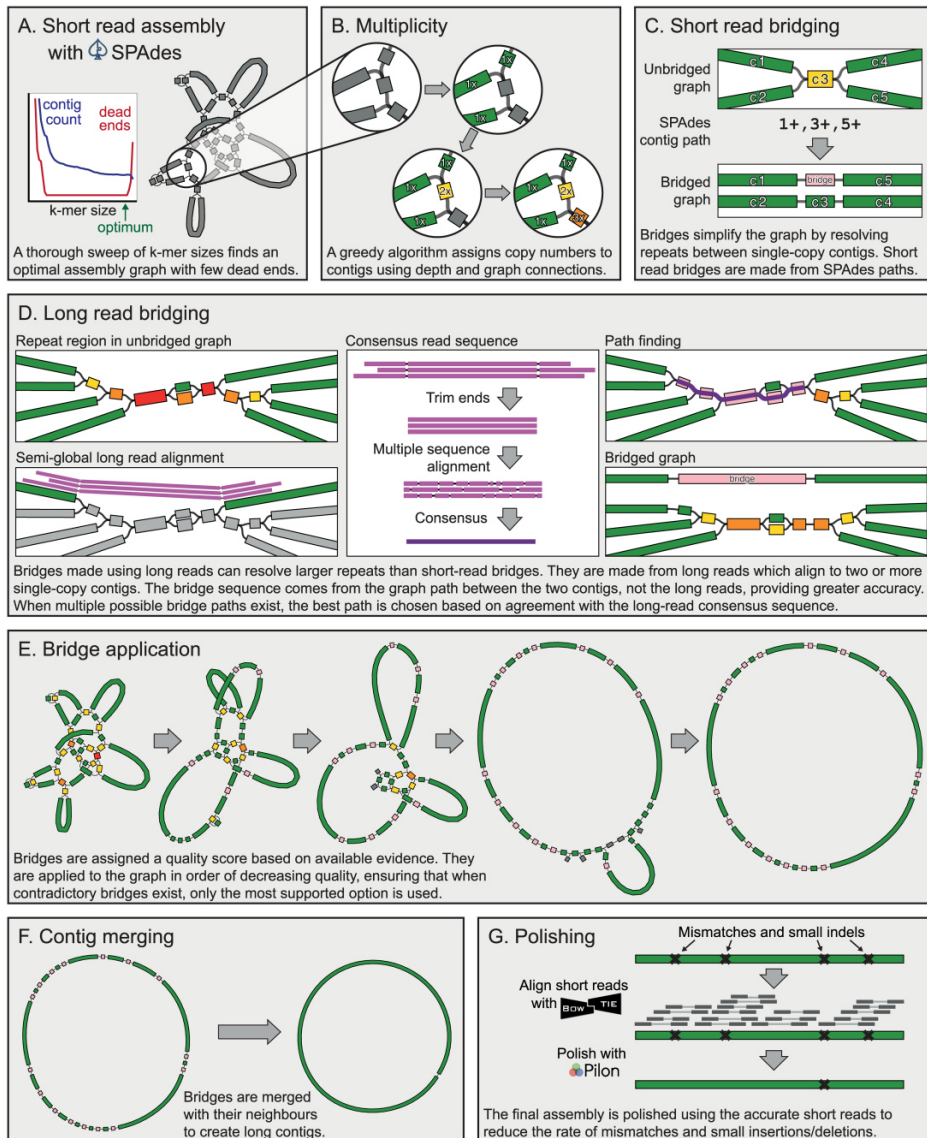 A. Short read assembly
with SPAdes
contig
count
dead
ends
k-mer size
optimum
A thorough sweep of k-mer sizes finds an
optimal assembly graph with few dead ends.
B. Multiplicity
1x
1x
1x
1x
2x
1x
1x
1x
2x
1x
1x
3x
A greedy algorithm assigns copy numbers to
contigs using depth and graph connections.
C. Short read bridging
Unbridged
graph
c1
c4
c3
c2
c5
SPAdes
contig path
1+,3+,5+
Bridged
graph
c1
bridge
c5
c2
c3
c4
Bridges simplify the graph by resolving
repeats between single-copy contigs. Short
read bridges are made from SPAdes paths.
D. Long read bridging
Repeat region in unbridged graph
Semi-global long read alignment
Consensus read sequence
Trim ends
Multiple sequence
alignment
Consensus
Path finding
Bridged graph
bridge
Bridges made using long reads can resolve larger repeats than short-read bridges. They are made from long reads which align to two or more
single-copy contigs. The bridge sequence comes from the graph path between the two contigs, not the long reads, providing greater accuracy.
When multiple possible bridge paths exist, the best path is chosen based on agreement with the long-read consensus sequence.
E. Bridge application
Bridges are assigned a quality score based on available evidence. They
are applied to the graph in order of decreasing quality, ensuring that when
contradictory bridges exist, only the most supported option is used.
F. Contig merging
Bridges are merged
with their neighbours
to create long contigs.
G. Polishing
Mismatches and small indels
Align short reads
with BOW TIE
Polish with
Pilon
The final assembly is polished using the accurate short reads to
reduce the rate of mismatches and small insertions/deletions.